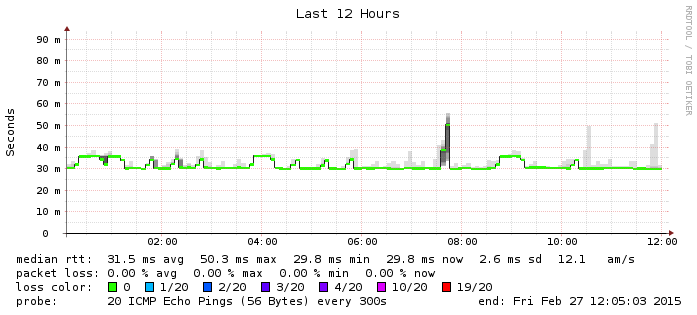 Last 12 Hours
RRDTOOL / TOBI OETIKER
Seconds
90 m
80 m
70 m
60 m
50 m
40 m
30 m
20 m
10 m
0
02:00 04:00 06:00 08:00 10:00 12:00
median rtt: 31.5 ms avg 50.3 ms max 29.8 ms min 29.8 ms now 2.6 ms sd 12.1 am/s
packet loss: 0.00 % avg 0.00 % max 0.00 % min 0.00 % now
loss color: 0 1/20 2/20 3/20 4/20 10/20 19/20
probe: 20 ICMP Echo Pings (56 Bytes) every 300s end: Fri Feb 27 12:05:03 2015